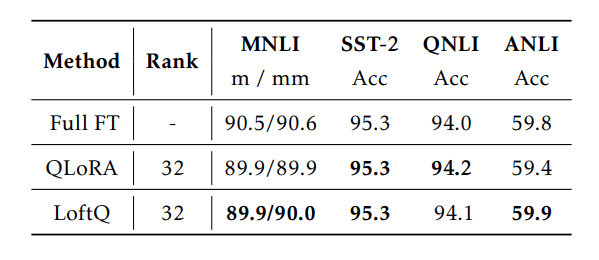 Method Rank MNLI SST-2 QNLI ANLI
m / mm Acc Acc Acc
Full FT - 90.5/90.6 95.3 94.0 59.8
QLoRA 32 89.9/89.9 95.3 94.2 59.4
LoftQ 32 89.9/90.0 95.3 94.1 59.9